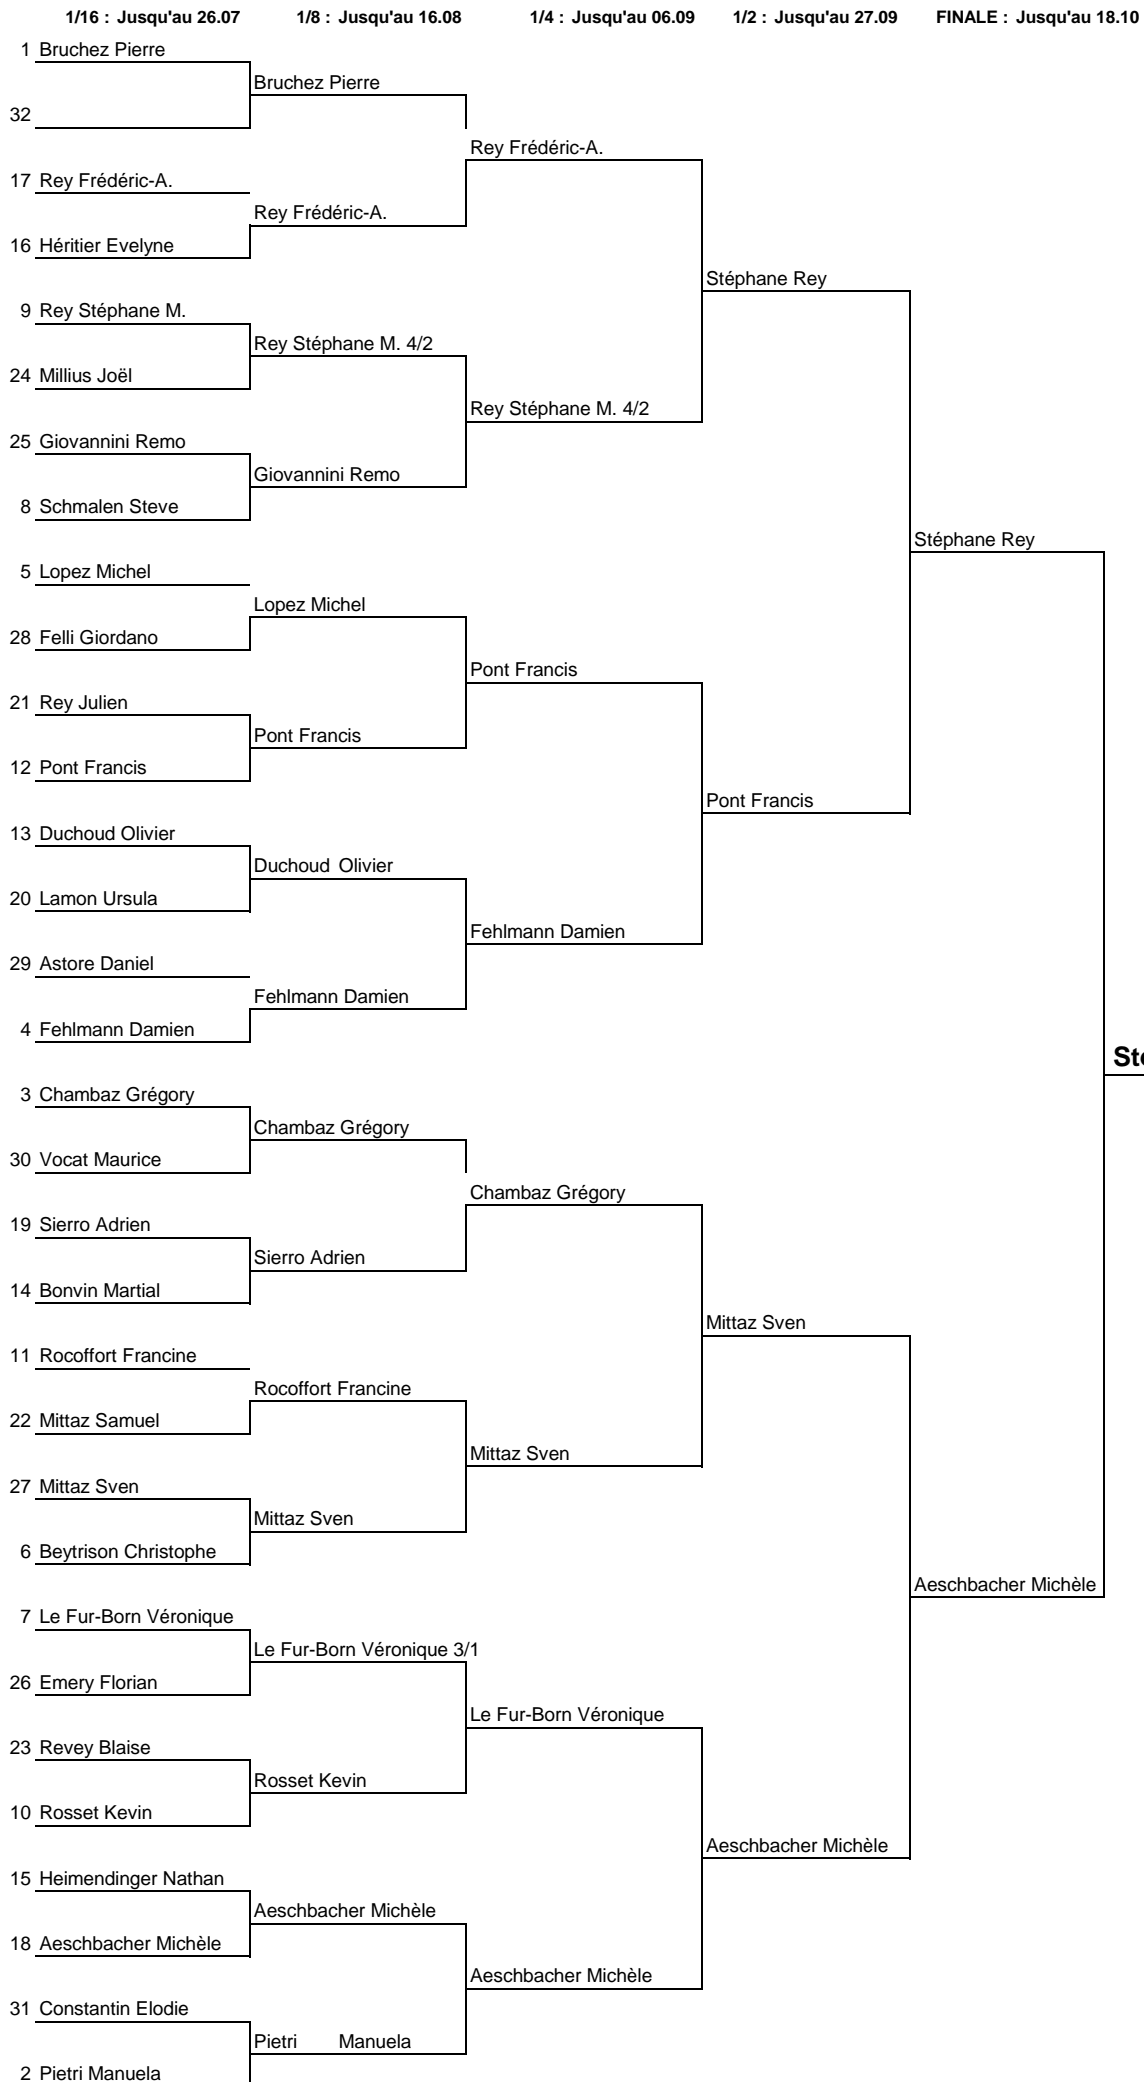 1/16 : Jusqu'au 26.07 1/8 : Jusqu'au 16.08 1/4 : Jusqu'au 06.09 1/2 : Jusqu'au 27.09 FINALE : Jusqu'au 18.10
1 Bruchez Pierre
Bruchez Pierre
32
Rey Frédéric-A.
17 Rey Frédéric-A.
Rey Frédéric-A.
16 Héritier Evelyne
Stéphane Rey
9 Rey Stéphane M.
Rey Stéphane M. 4/2
24 Millius Joël
Rey Stéphane M. 4/2
25 Giovannini Remo
Giovannini Remo
8 Schmalen Steve
Stéphane Rey
5 Lopez Michel
Lopez Michel
28 Felli Giordano
Pont Francis
21 Rey Julien
Pont Francis
12 Pont Francis
Pont Francis
13 Duchoud Olivier
Duchoud Olivier
20 Lamon Ursula
Fehlmann Damien
29 Astore Daniel
Fehlmann Damien
4 Fehlmann Damien
3 Chambaz Grégory
Chambaz Grégory
30 Vocat Maurice
Chambaz Grégory
19 Sierro Adrien
Sierro Adrien
14 Bonvin Martial
Mittaz Sven
11 Rocoffort Francine
Rocoffort Francine
22 Mittaz Samuel
Mittaz Sven
27 Mittaz Sven
Mittaz Sven
6 Beytrison Christophe
Aeschbacher Michèle
7 Le Fur-Born Véronique
Le Fur-Born Véronique 3/1
26 Emery Florian
Le Fur-Born Véronique
23 Revey Blaise
Rosset Kevin
10 Rosset Kevin
Aeschbacher Michèle
15 Heimendinger Nathan
Aeschbacher Michèle
18 Aeschbacher Michèle
Aeschbacher Michèle
31 Constantin Elodie
Pietri Manuela
2 Pietri Manuela